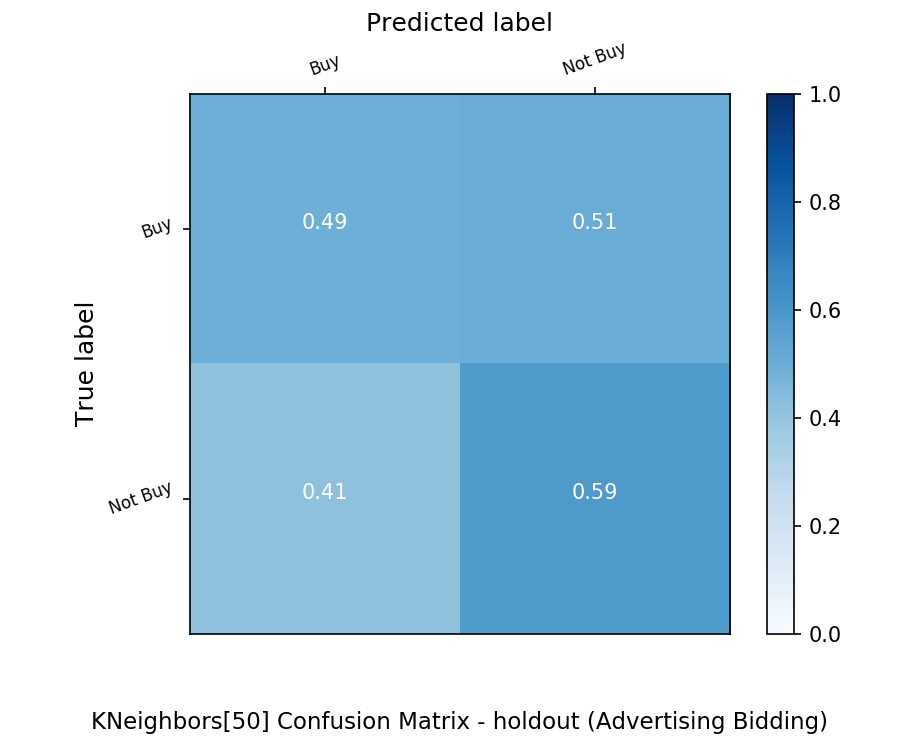 Predicted label
Buy
Not Buy
1.0
Buy
0.49
0.51
0.8
0.6
True label
0.4
Not Buy
0.41
0.59
0.2
0.0
KNeighbors[50] Confusion Matrix - holdout (Advertising Bidding)